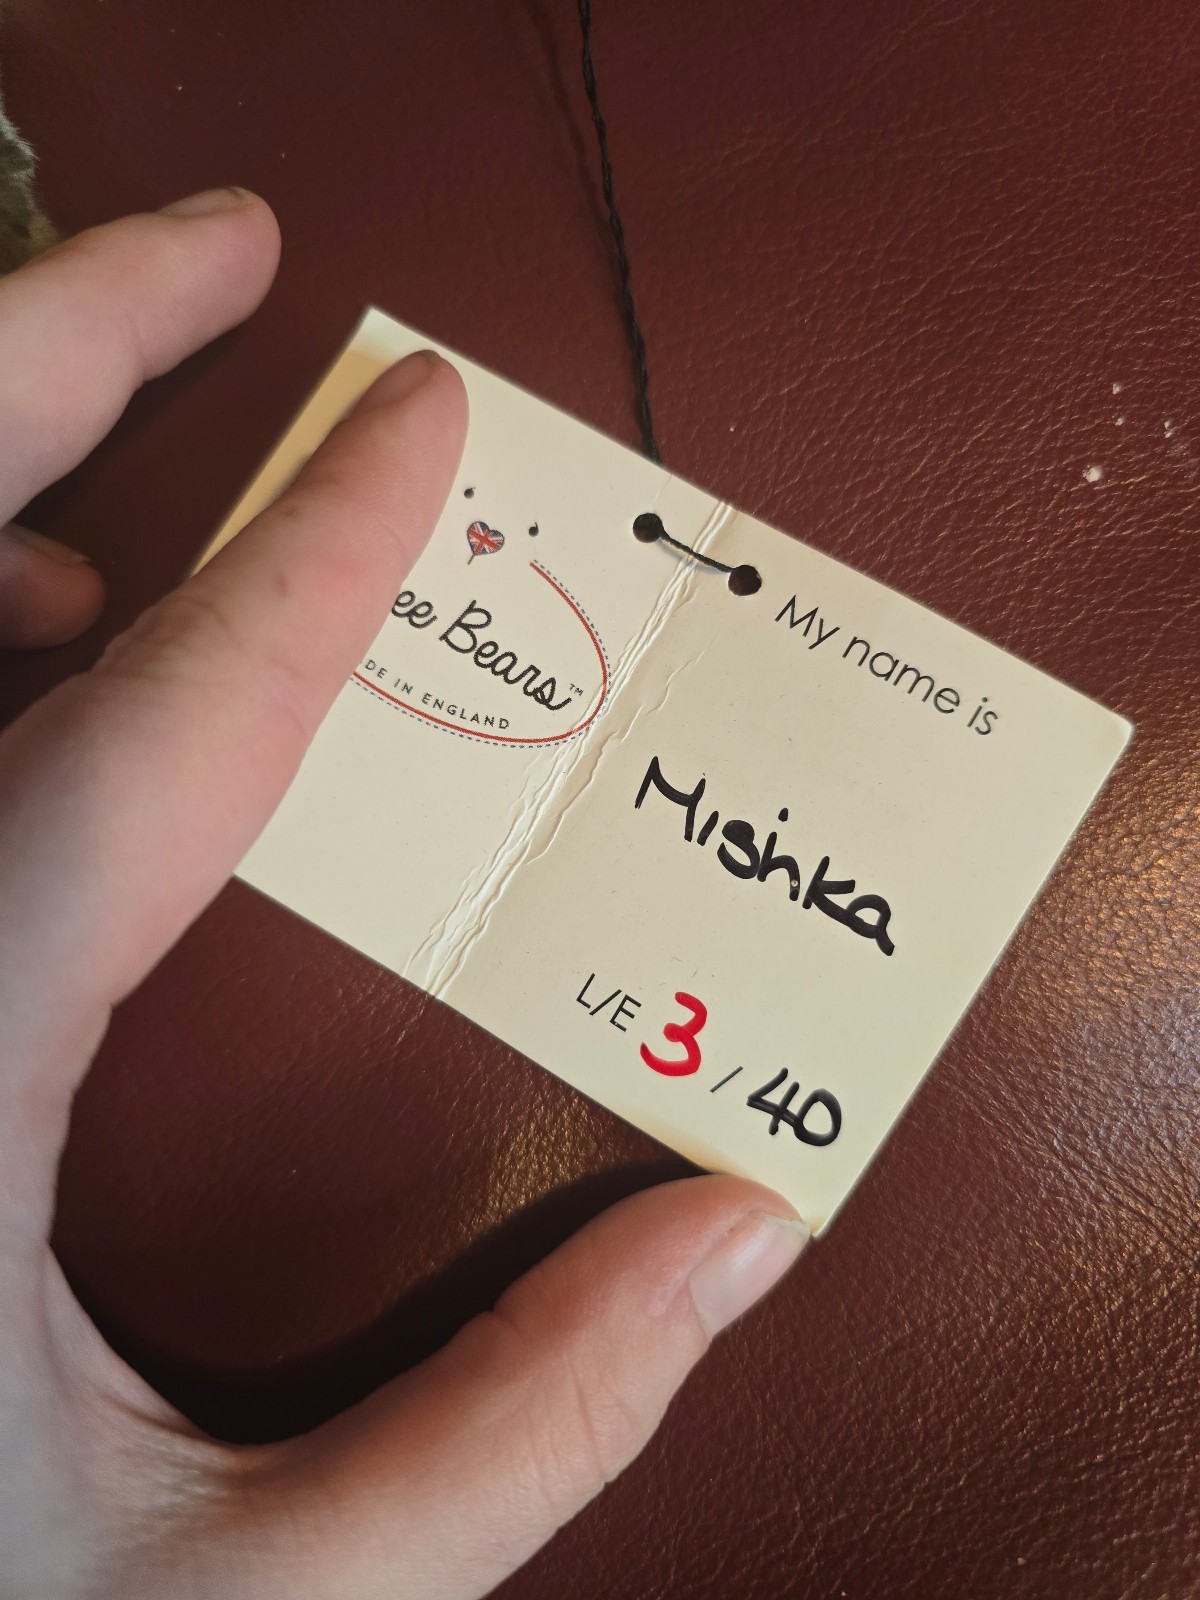 ee Bears™
DE IN ENGLAND
My name is
Mishka
L/E 3 / 40